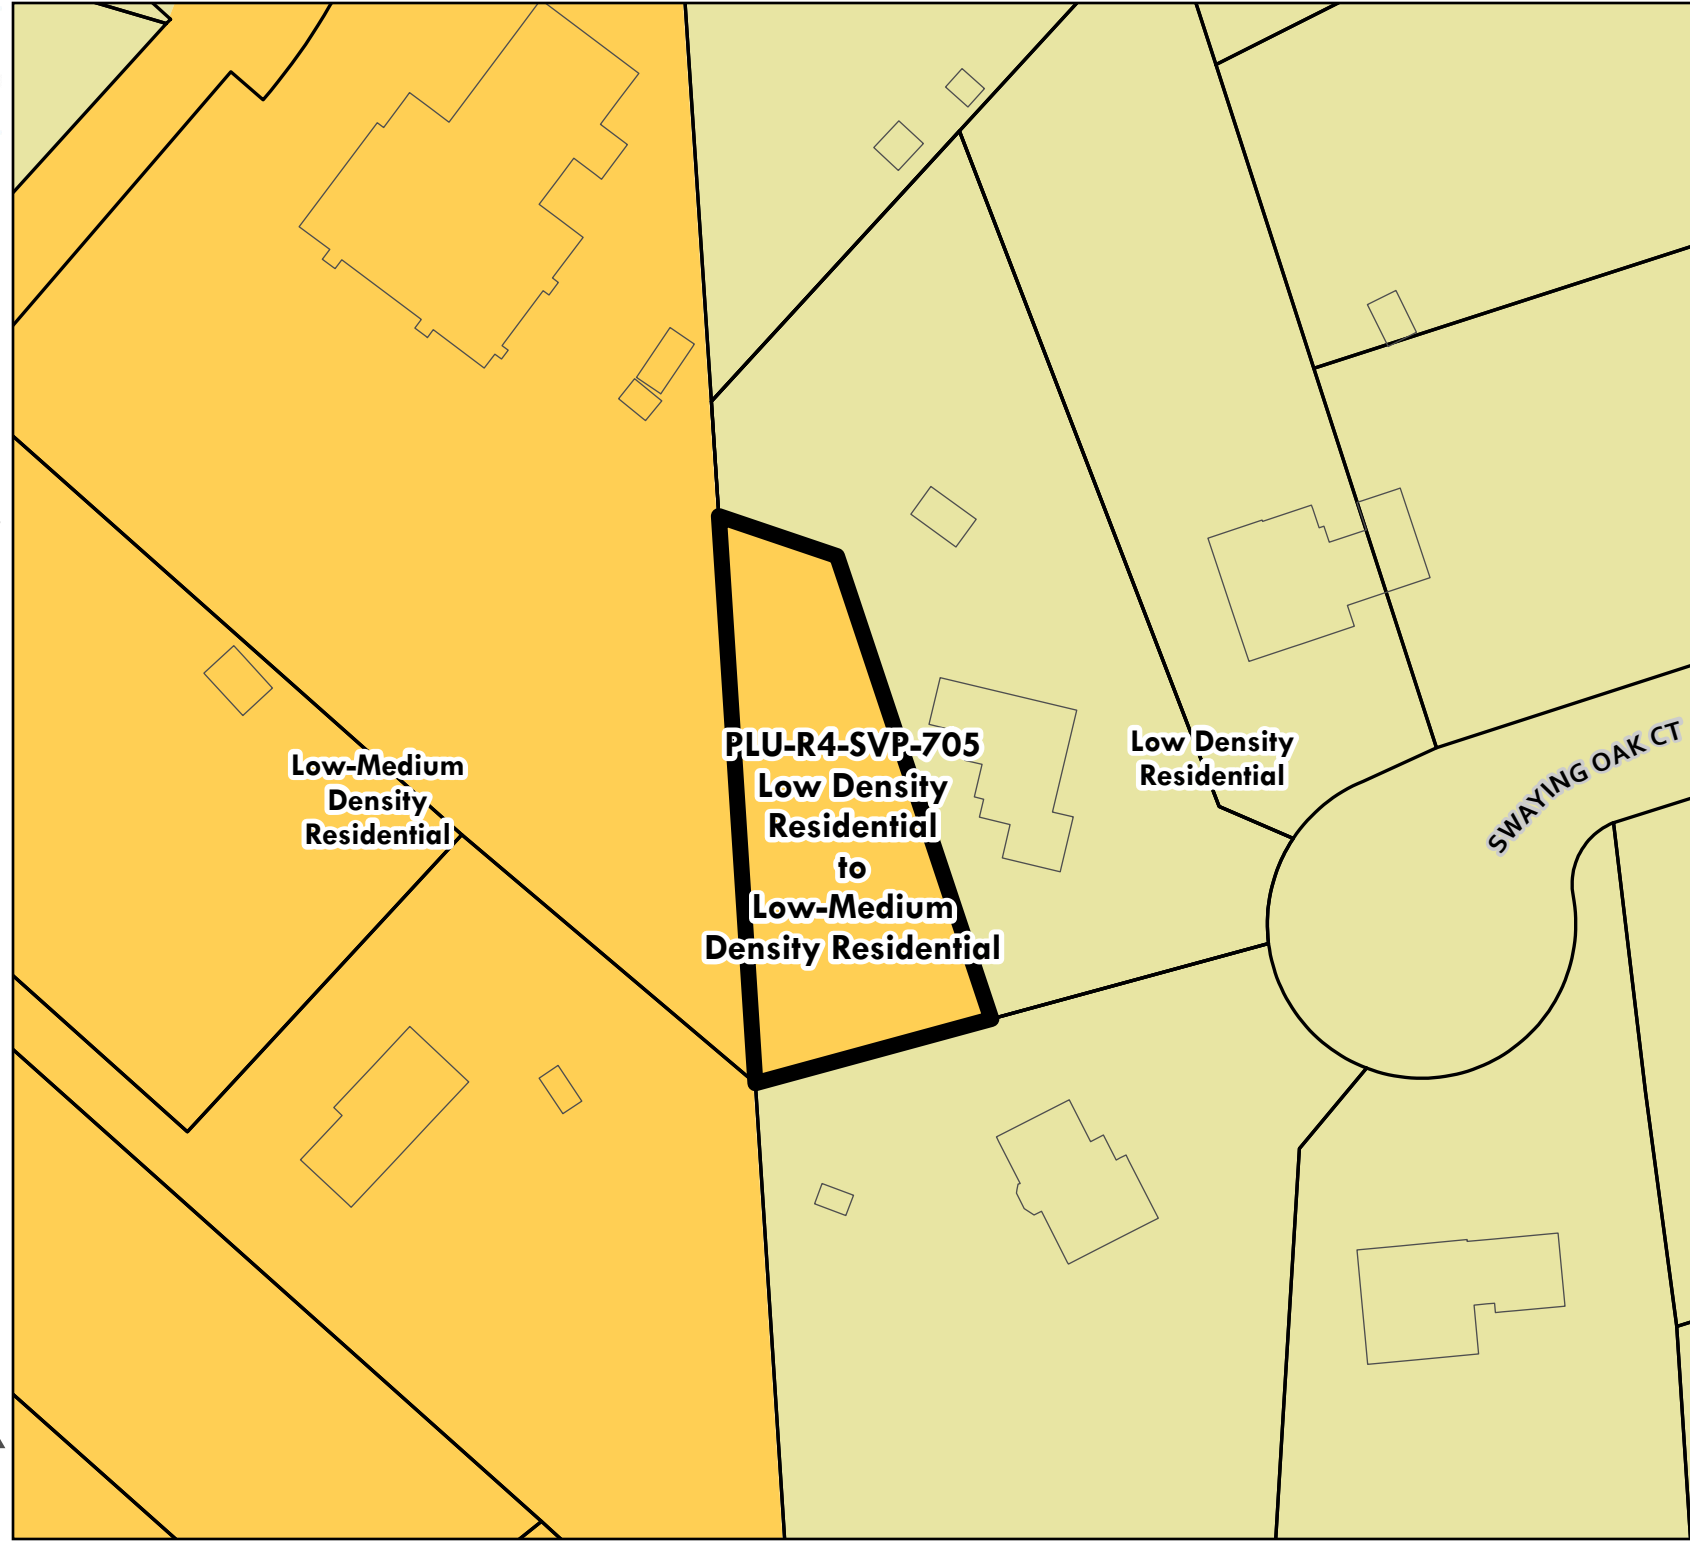 Low-Medium
Density
Residential
PLU-R4-SVP-705
Low Density
Residential
to
Low-Medium
Density Residential
Low Density
Residential
SWAYING OAK CT